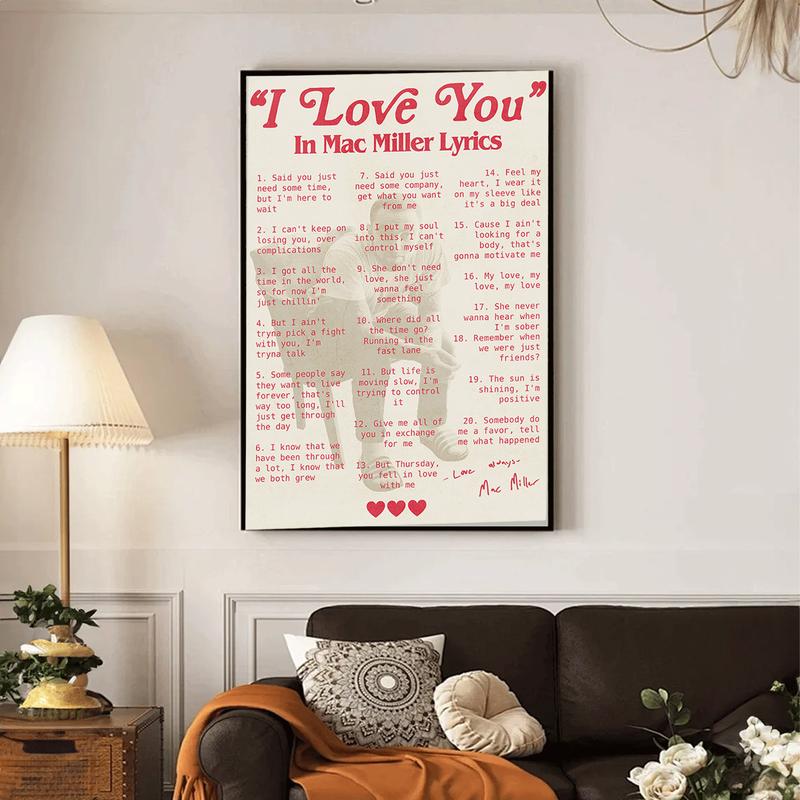 “I Love You”
In Mac Miller Lyrics
1. Said you just
need some time,
but I'm here to
wait
2. I can't keep on
losing you, over
complications
3. I got all the
time in the world,
so for now I'm
just chillin'
4. But I ain't
tryna pick a fight
with you, I'm
tryna talk
5. Some people say
they want to live
forever, that's
way too long, I'll
just get through
the day
6. I know that we
have been through
a lot, I know that
we both grew
7. Said you just
need some company,
get what you want
from me
8. I put my soul
into this, I can't
control myself
9. She don't need
love, she just
wanna feel
something
10. Where did all
the time go?
Running in the
fast lane
11. But life is
moving slow, I'm
trying to control
it
12. Give me all of
you in exchange
for me
13. But Thursday,
you fell in love
with me
14. Feel my
heart, I wear it
on my sleeve like
it's a big deal
15. Cause I ain't
looking for a
body, that's
gonna motivate me
16. My love, my
love, my love
17. She never
wanna hear when
I'm sober
18. Remember when
we were just
friends?
19. The sun is
shining, I'm
positive
20. Somebody do
me a favor, tell
me what happened
- Love always -
Mac Miller